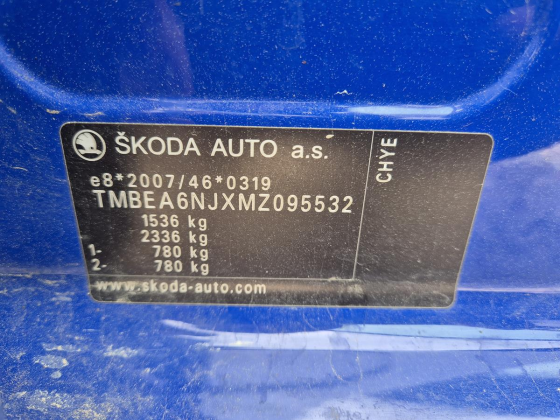 ŠKODA AUTO a.s.
e8*2007/46*0319
TMBEA6NJXMZ095532
1536 kg
2336 kg
1- 780 kg
2- 780 kg
www.skoda-auto.com
CHYE